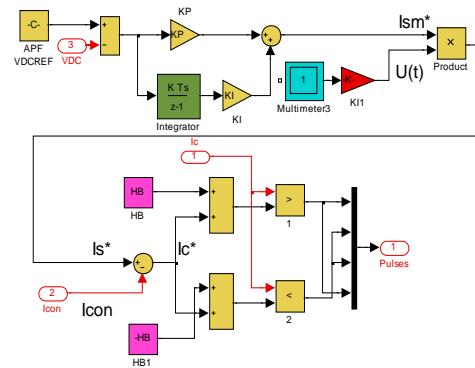 KP
-C-
APF
VDCREF
3
VDC
+
−
KP
+
+
Ism*
×
Product
U(t)
K Ts
z-1
Integrator
KI
KI
1
Multimeter3
K-
KI1
Ic
1
HB
HB
+
+
>
1
Is*
+
−
Ic*
2
Icon
Icon
-HB
HB1
+
+
<
2
1
Pulses